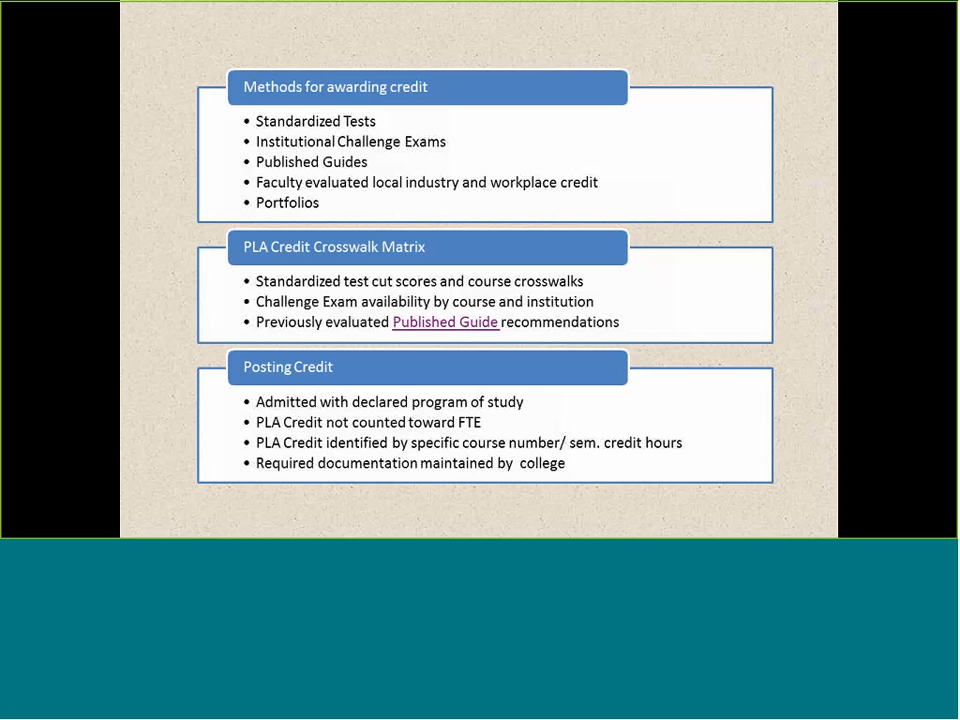 Methods for awarding credit
• Standardized Tests
• Institutional Challenge Exams
• Published Guides
• Faculty evaluated local industry and workplace credit
• Portfolios
PLA Credit Crosswalk Matrix
• Standardized test cut scores and course crosswalks
• Challenge Exam availability by course and institution
• Previously evaluated Published Guide recommendations
Posting Credit
• Admitted with declared program of study
• PLA Credit not counted toward FTE
• PLA Credit identified by specific course number/ sem. credit hours
• Required documentation maintained by college